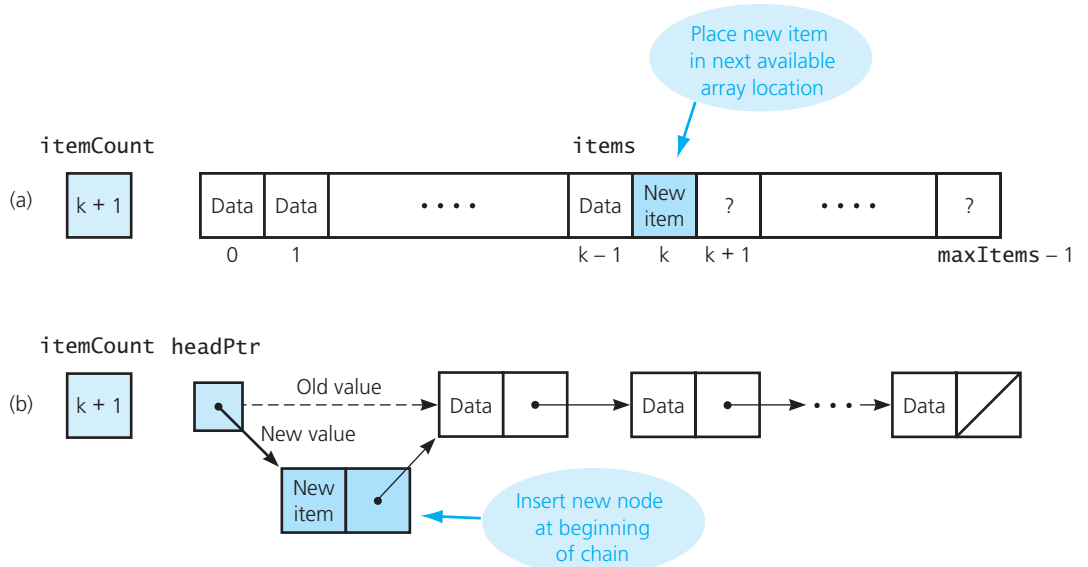 Place new item
in next available
array location
itemCount
items
(a)
k + 1
Data
Data
• • • •
Data
New
item
?
• • • •
?
0
1
k – 1
k
k + 1
maxItems – 1
itemCount
headPtr
(b)
k + 1
Old value
New value
Data
Data
• • •
Data
New
item
Insert new node
at beginning
of chain